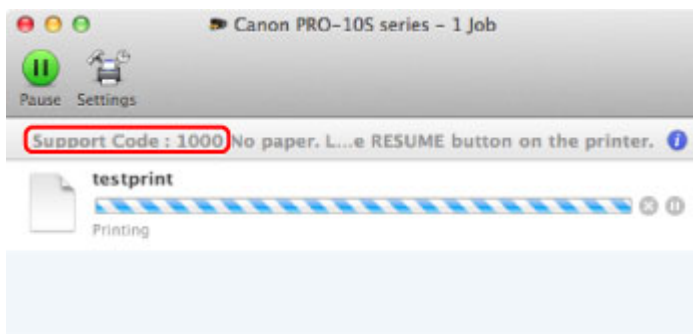 Canon PRO-10S series – 1 Job
Pause Settings
Support Code : 1000 No paper. L...e RESUME button on the printer.
testprint
Printing